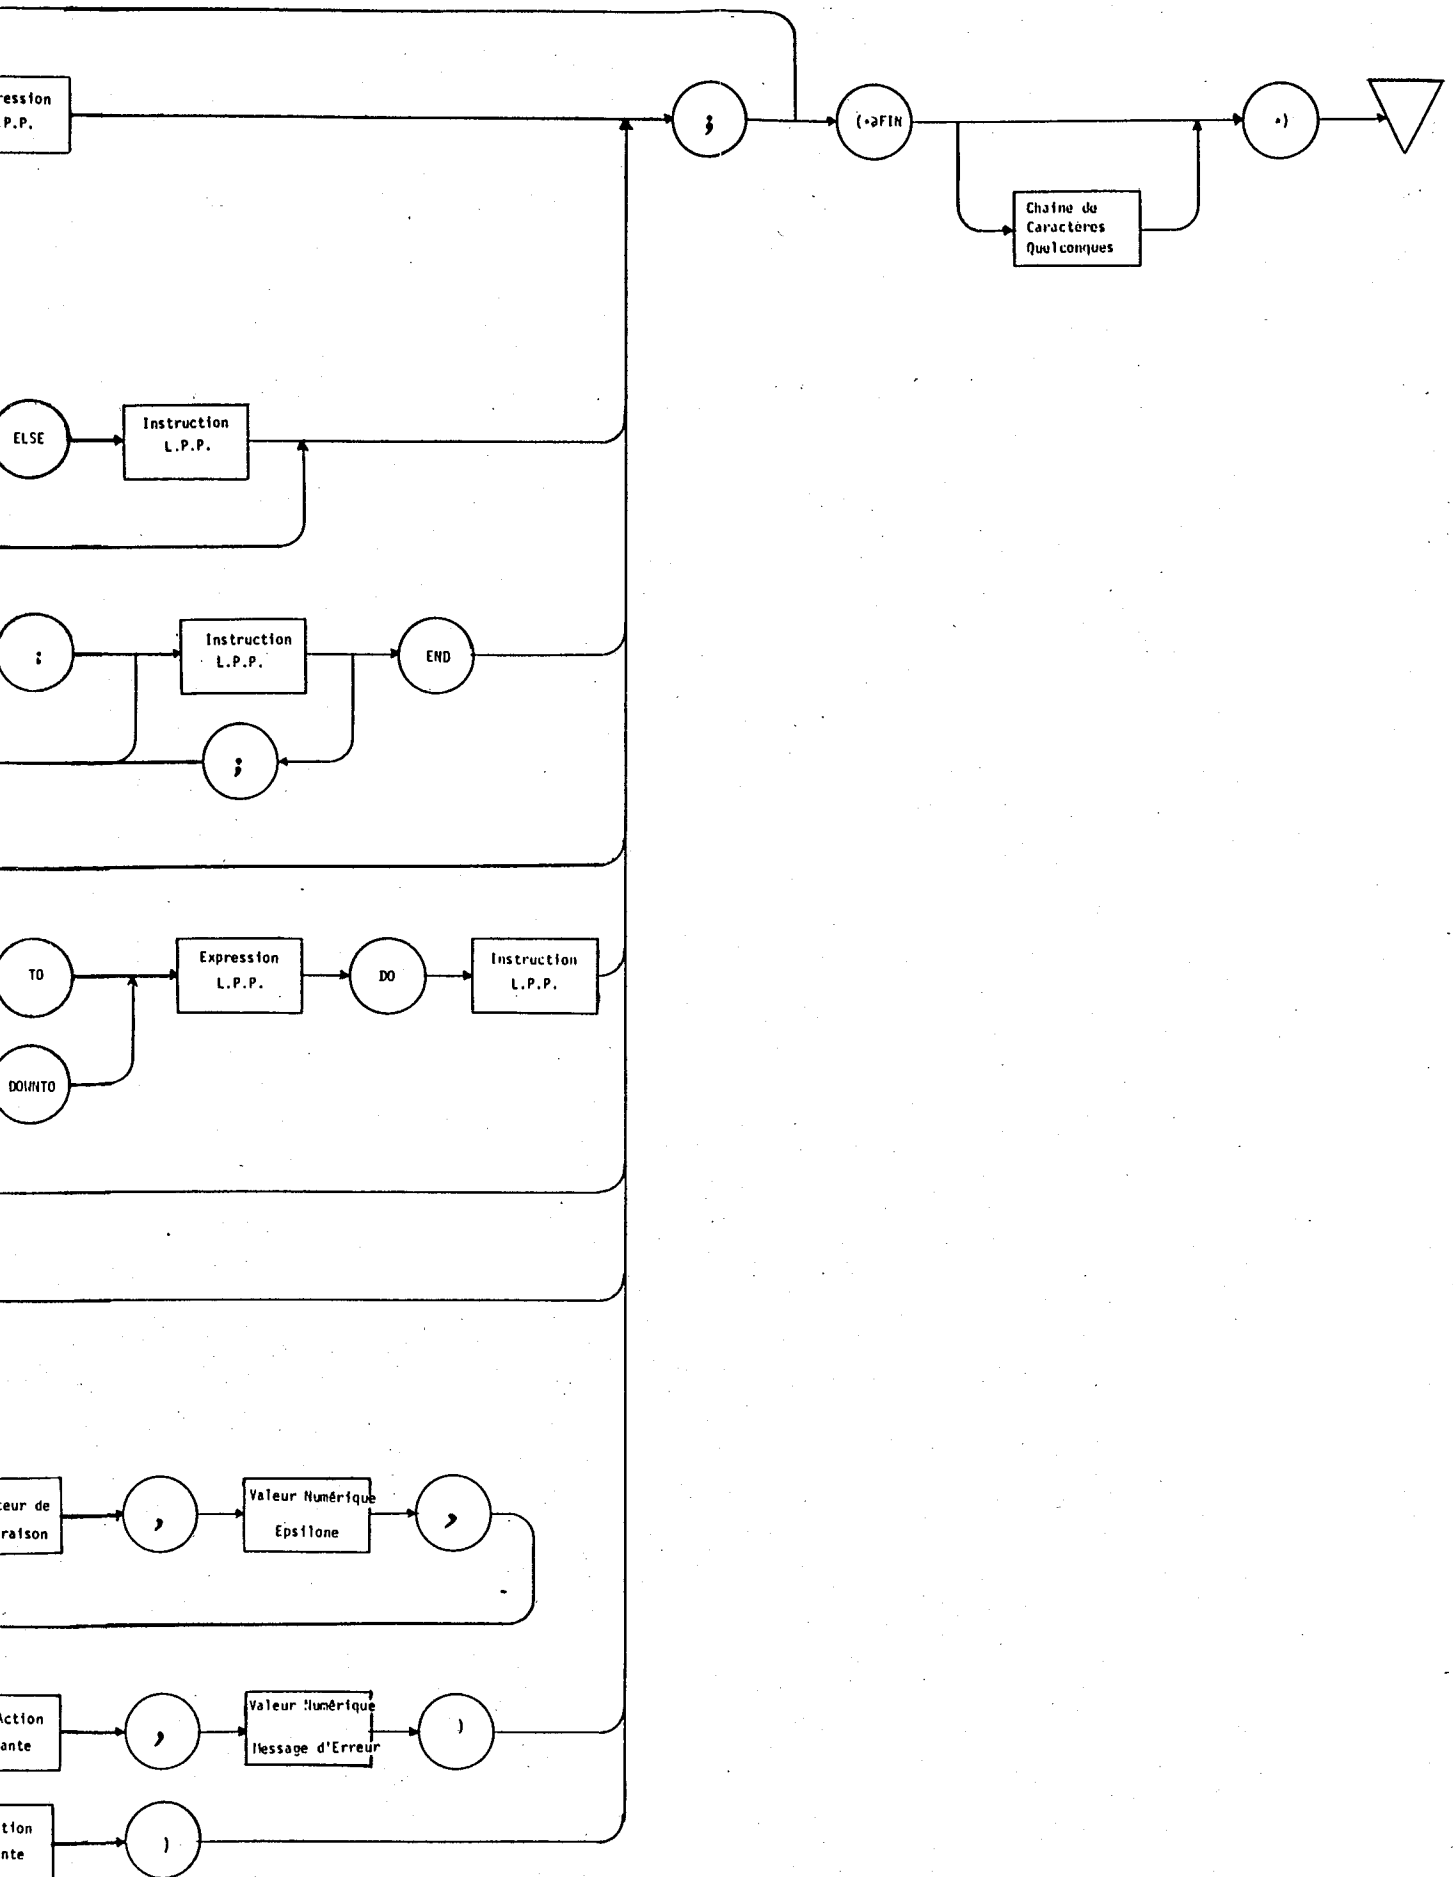 ression
.P.P.
;
(*@FIN
*)
Chaine de
Caractères
Quelconques
ELSE
Instruction
L.P.P.
:
Instruction
L.P.P.
END
;
TO
Expression
L.P.P.
DO
Instruction
L.P.P.
DOWNTO
teur de
raison
,
Valeur Numérique
Epsilone
,
Action
ante
,
Valeur Numérique
Message d'Erreur
)
tion
nte
)